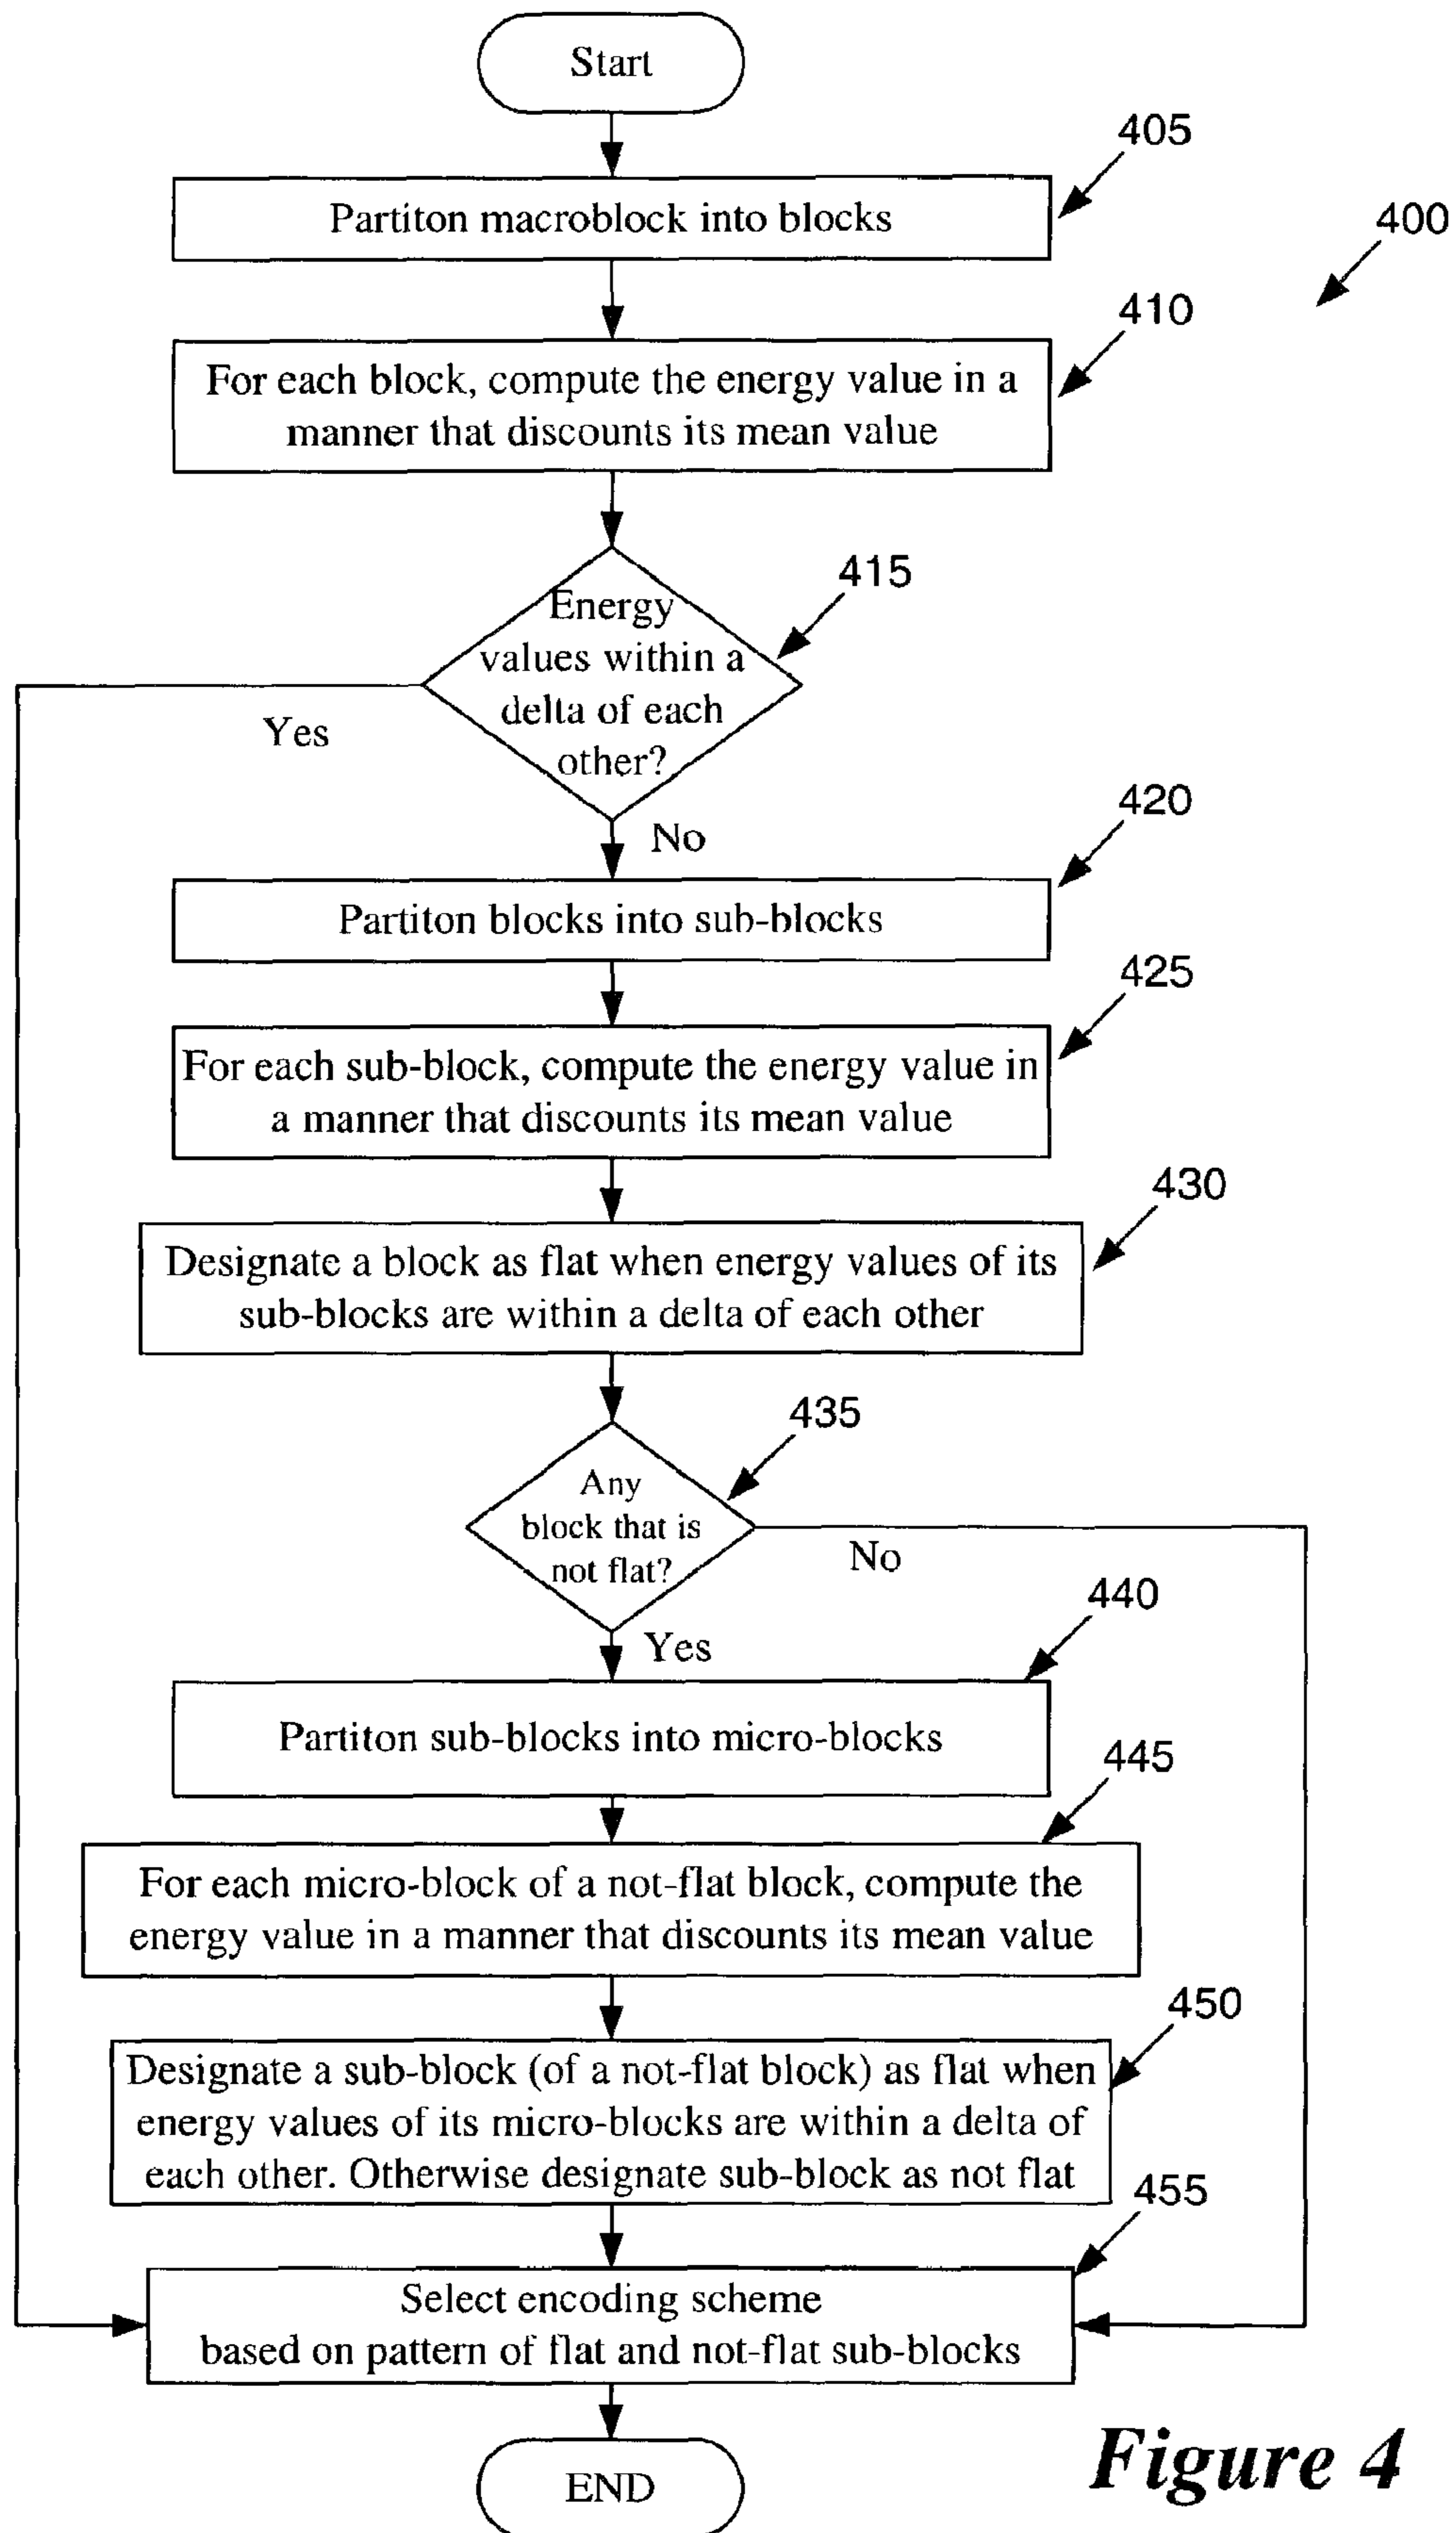 Start
405
Partiton macroblock into blocks
400
410
For each block, compute the energy value in a
manner that discounts its mean value
415
Energy
values within a
delta of each
other?
Yes
No
420
Partiton blocks into sub-blocks
425
For each sub-block, compute the energy value in
a manner that discounts its mean value
430
Designate a block as flat when energy values of its
sub-blocks are within a delta of each other
435
Any
block that is
not flat?
No
Yes
440
Partiton sub-blocks into micro-blocks
445
For each micro-block of a not-flat block, compute the
energy value in a manner that discounts its mean value
450
Designate a sub-block (of a not-flat block) as flat when
energy values of its micro-blocks are within a delta of
each other. Otherwise designate sub-block as not flat
455
Select encoding scheme
based on pattern of flat and not-flat sub-blocks
END
Figure 4